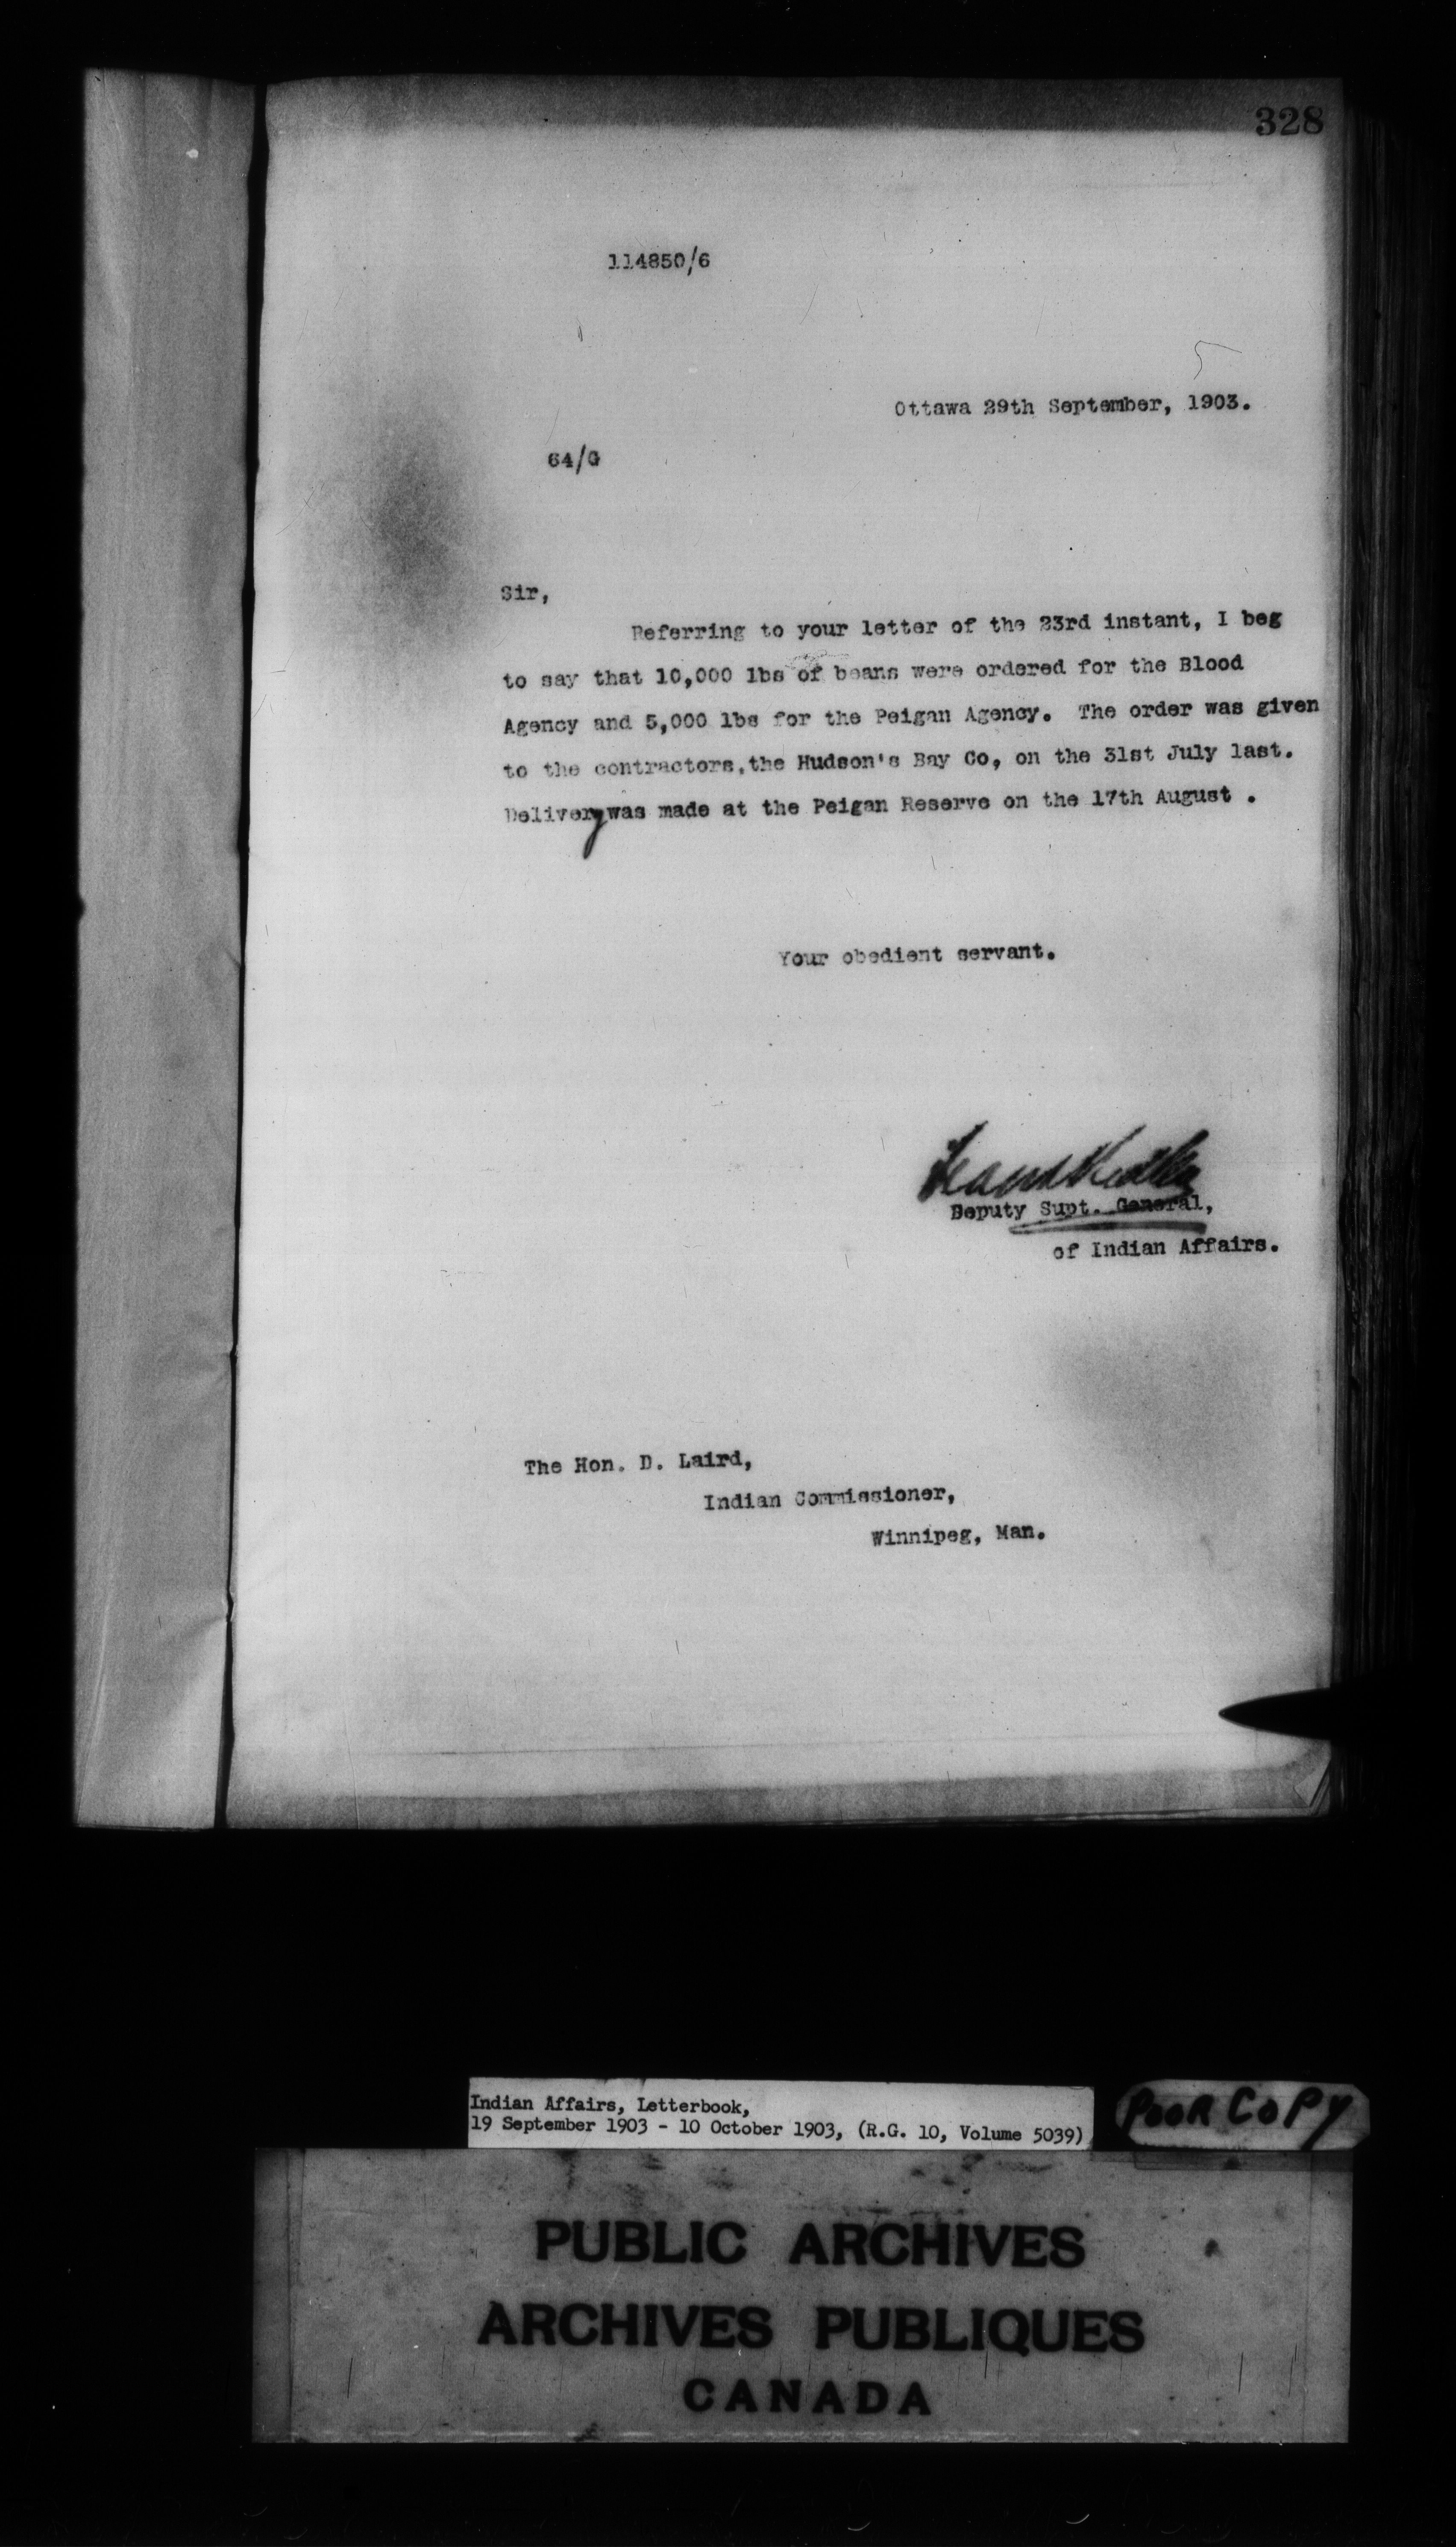 328
114850/6
5
Ottawa 29th September, 1903.
64/G
Sir,
Referring to your letter of the 23rd instant, I beg
to say that 10,000 lbs of beans were ordered for the Blood
Agency and 5,000 lbs for the Peigan Agency. The order was given
to the contractors, the Hudson's Bay Co, on the 31st July last.
Delivery was made at the Peigan Reserve on the 17th August .
Your obedient servant.
Deputy Supt. General,
of Indian Affairs.
The Hon. D. Laird,
Indian Commissioner,
Winnipeg, Man.
Indian Affairs, Letterbook,
19 September 1903 - 10 October 1903, (R.G. 10, Volume 5039)
POOR COPY
PUBLIC ARCHIVES
ARCHIVES PUBLIQUES
CANADA